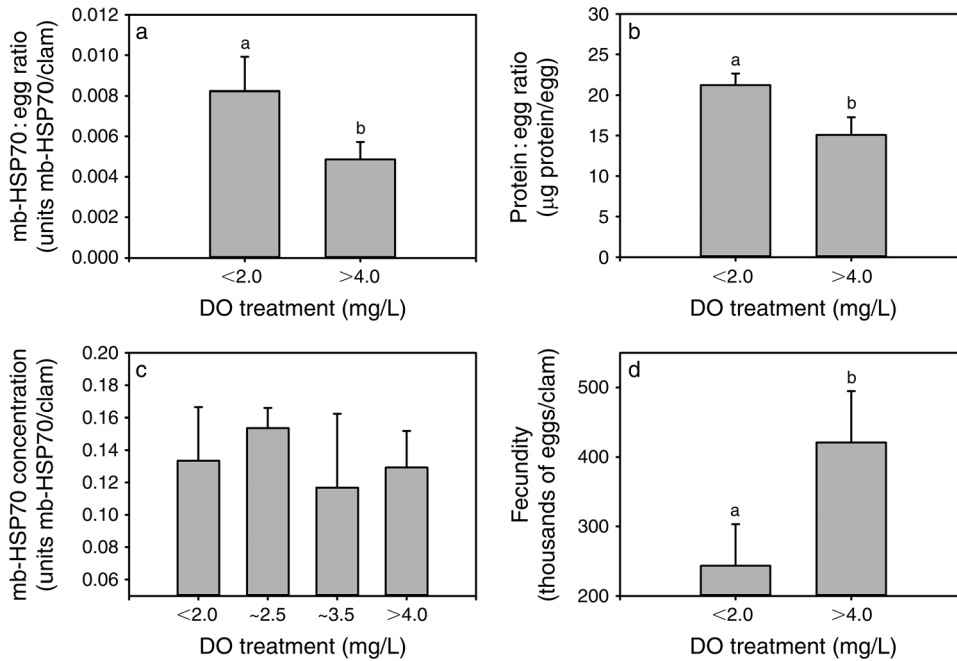 a
mb-HSP70:egg ratio
(units mb-HSP70/clam)
0.012
0.010
0.008
0.006
0.004
0.002
0.000
a
b
<2.0
>4.0
DO treatment (mg/L)
b
Protein:egg ratio
(μg protein/egg)
30
25
20
15
10
5
0
a
b
<2.0
>4.0
DO treatment (mg/L)
c
mb-HSP70 concentration
(units mb-HSP70/clam)
0.20
0.18
0.16
0.14
0.12
0.10
0.08
0.06
<2.0
~2.5
~3.5
>4.0
DO treatment (mg/L)
d
Fecundity
(thousands of eggs/clam)
500
400
300
200
a
b
<2.0
>4.0
DO treatment (mg/L)